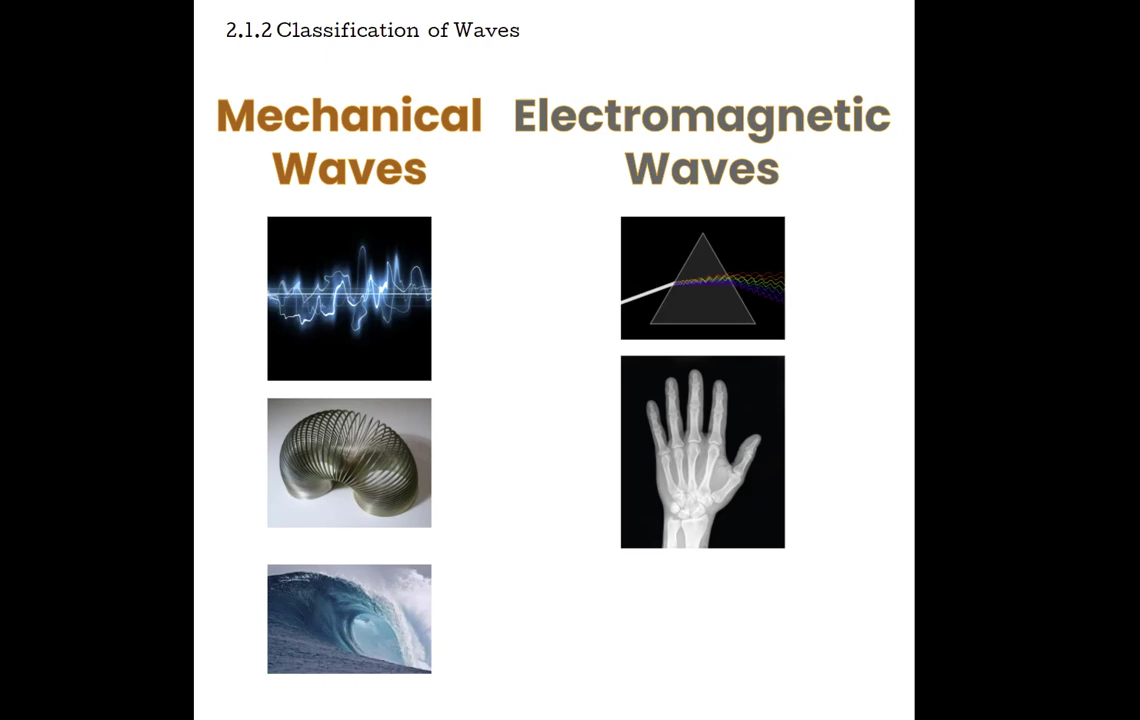 2.1.2 Classification of Waves
Mechanical
Waves
Electromagnetic
Waves